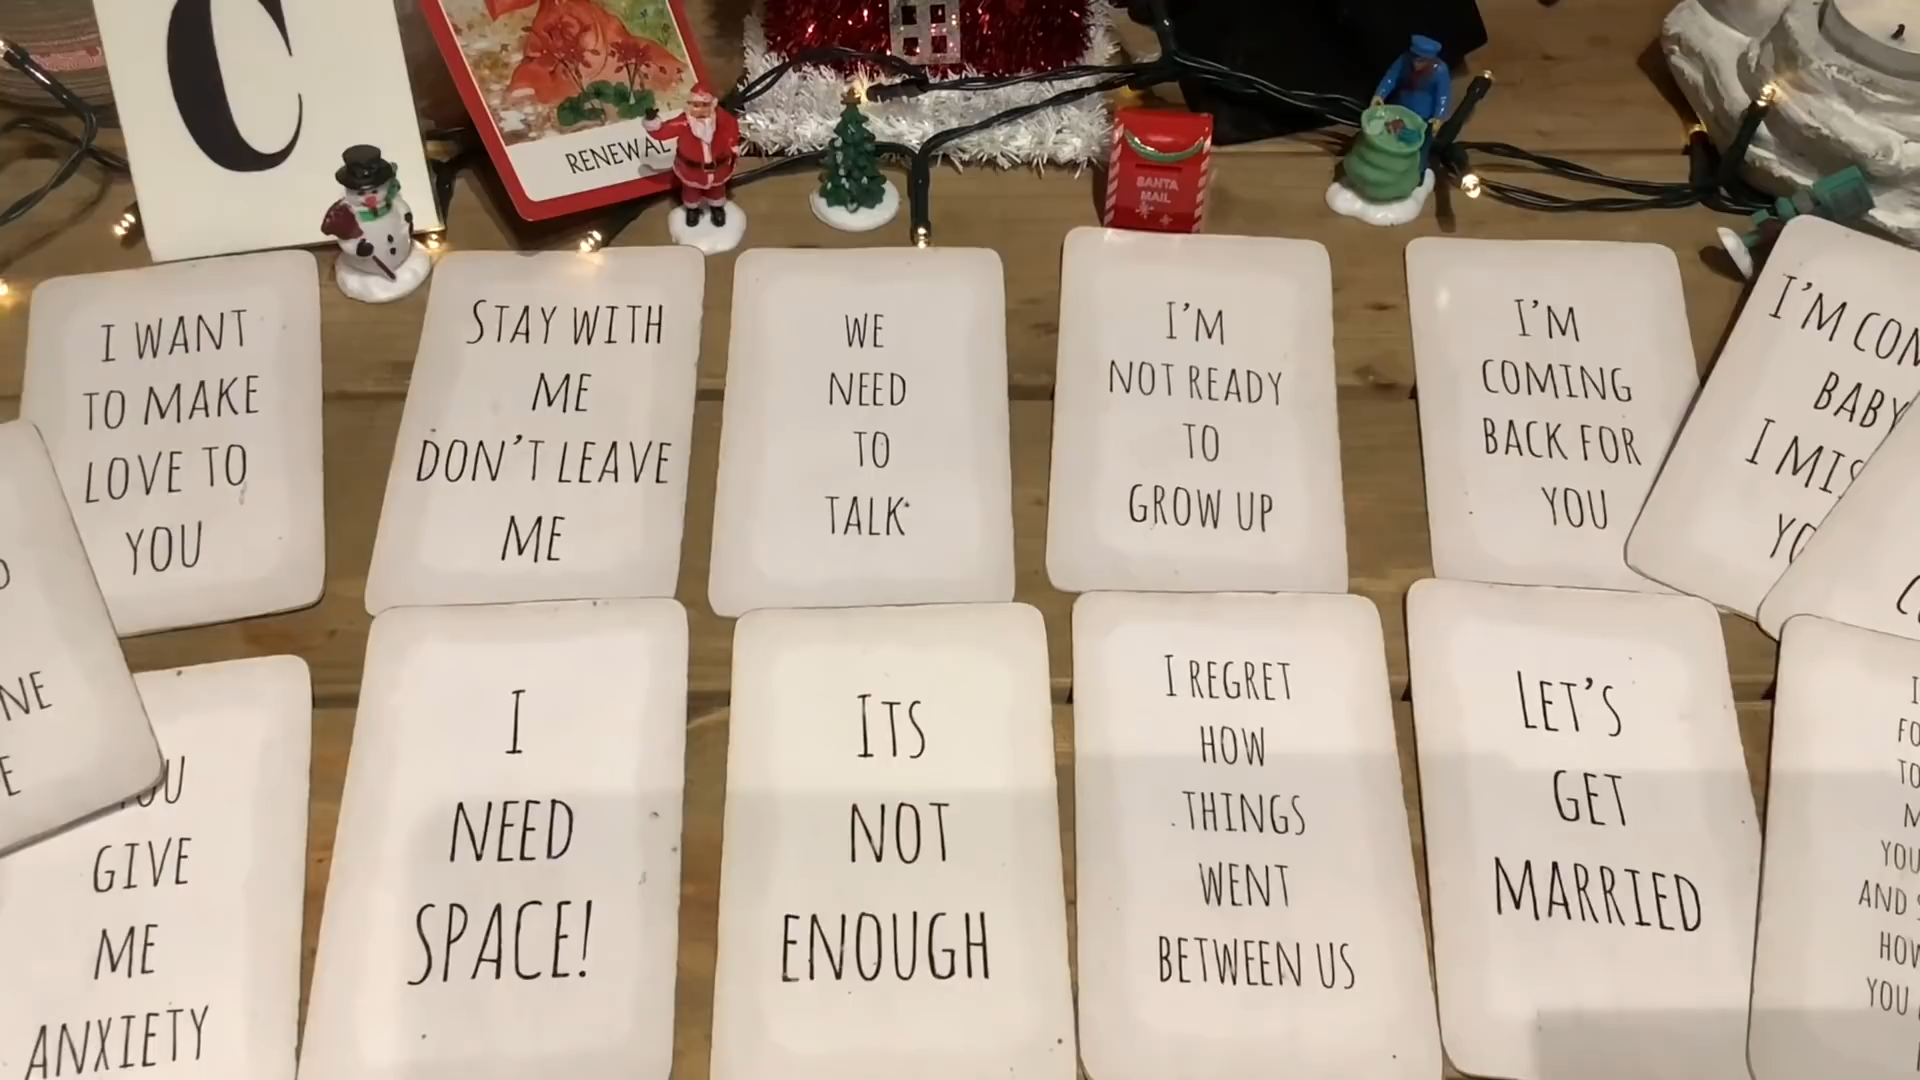 C
RENEWAL
SANTA
MAIL
I WANT
TO MAKE
LOVE TO
YOU
STAY WITH
ME
DON'T LEAVE
ME
WE
NEED
TO
TALK
I'M
NOT READY
TO
GROW UP
I'M
COMING
BACK FOR
YOU
I'M
BABY
I
GIVE
ME
ANXIETY
I
NEED
SPACE!
ITS
NOT
ENOUGH
I REGRET
HOW
THINGS
WENT
BETWEEN US
LET'S
GET
MARRIED
AND
YOU